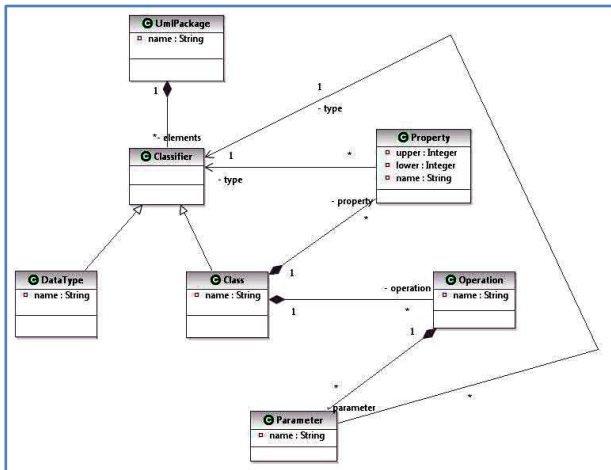 UmlPackage
name : String
1
*- elements
Classifier
1
- type
1
- type
*
Property
upper : Integer
lower : Integer
name : String
- property
*
DataType
name : String
Class
name : String
1
1
- operation
*
Operation
name : String
1
*
- parameter
*
Parameter
name : String